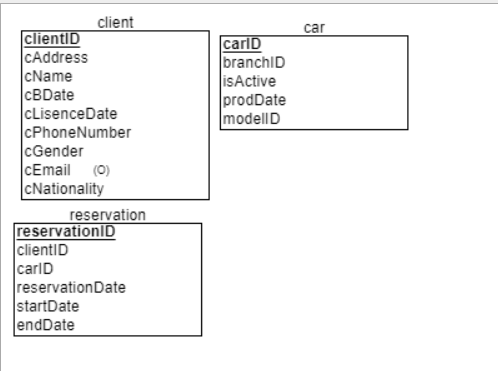 client
clientID
cAddress
cName
cBDate
cLisenceDate
cPhoneNumber
cGender
cEmail (O)
cNationality
car
carID
branchID
isActive
prodDate
modelID
reservation
reservationID
clientID
carID
reservationDate
startDate
endDate